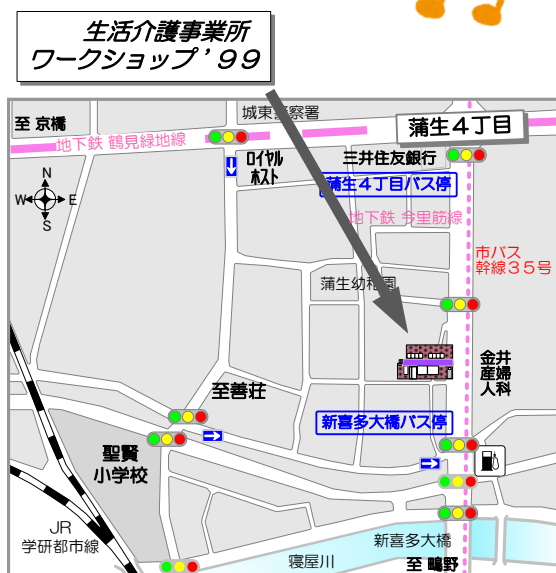 生活介護事業所
ワークショップ’９９
城東警察署
至 京橋
蒲生４丁目
地下鉄 鶴見緑地線
ロイヤル
ホスト
三井住友銀行
蒲生４丁目バス停
N
W
E
S
地下鉄 今里筋線
市バス
幹線３５号
蒲生幼稚園
金井
産婦
人科
至善荘
新喜多大橋バス停
聖賢
小学校
JR
学研都市線
新喜多大橋
寝屋川
至 鴫野